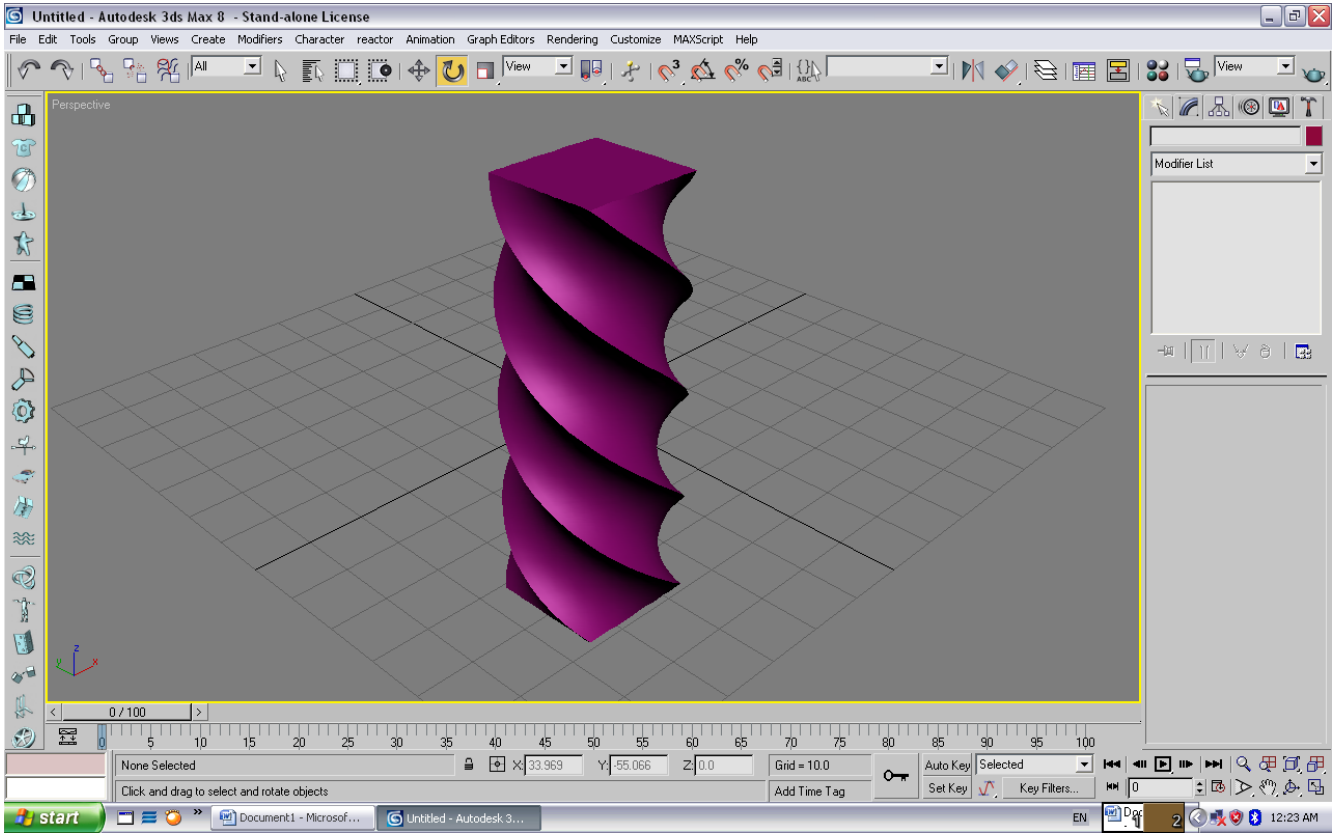 Untitled - Autodesk 3ds Max 8 - Stand-alone License
File Edit Tools Group Views Create Modifiers Character reactor Animation Graph Editors Rendering Customize MAXScript Help
All
View
3
%
ABC
View
Perspective
Modifier List
z
y
x
0 / 100
0 5 10 15 20 25 30 35 40 45 50 55 60 65 70 75 80 85 90 95 100
None Selected
X: 33.969
Y: -55.066
Z: 0.0
Grid = 10.0
Auto Key
Selected
Click and drag to select and rotate objects
Add Time Tag
Set Key
Key Filters...
0
start
Document1 - Microsof...
Untitled - Autodesk 3...
EN
2
12:23 AM